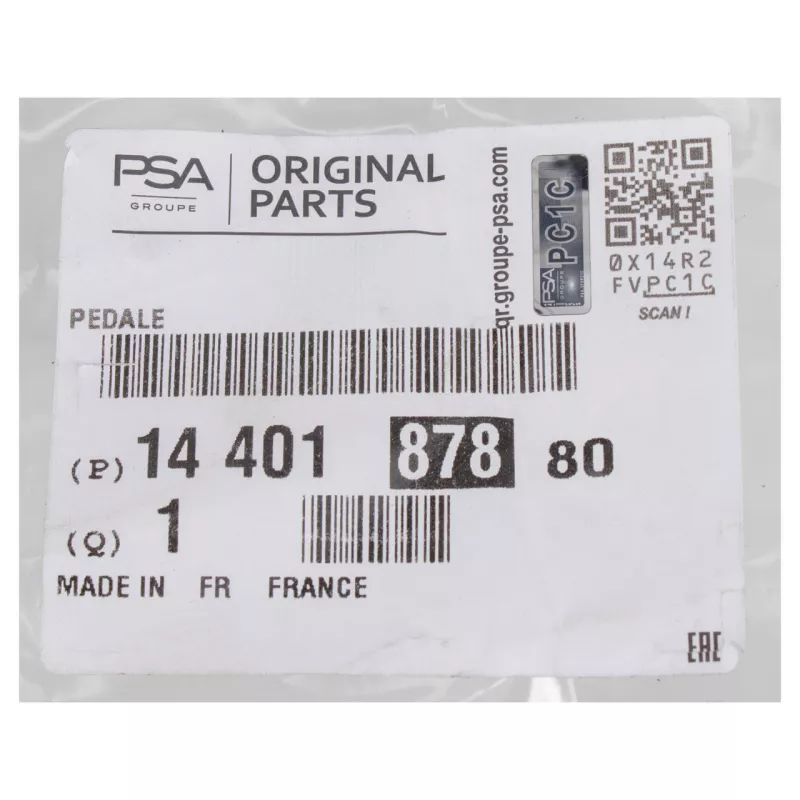 PSA
GROUPE
ORIGINAL
PARTS
qr.groupe-psa.com
PC1C
PSA
GROUPE
0X14R2
FVPC1C
SCAN!
PEDALE
(P) 14 401 878 80
(Q) 1
MADE IN FR FRANCE
EAC